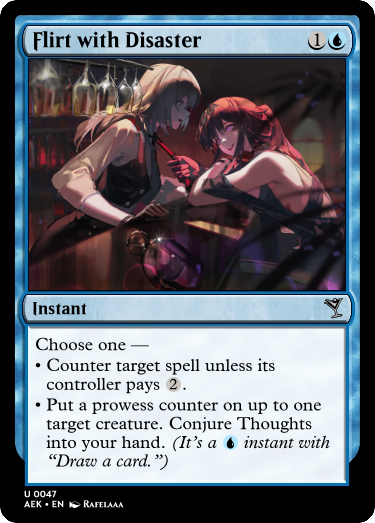 Flirt with Disaster 1
Instant
Choose one —
• Counter target spell unless its
controller pays 2.
• Put a prowess counter on up to one
target creature. Conjure Thoughts
into your hand. (It's a instant with
“Draw a card.”)
U 0047
AEK • EN Rafelaaa